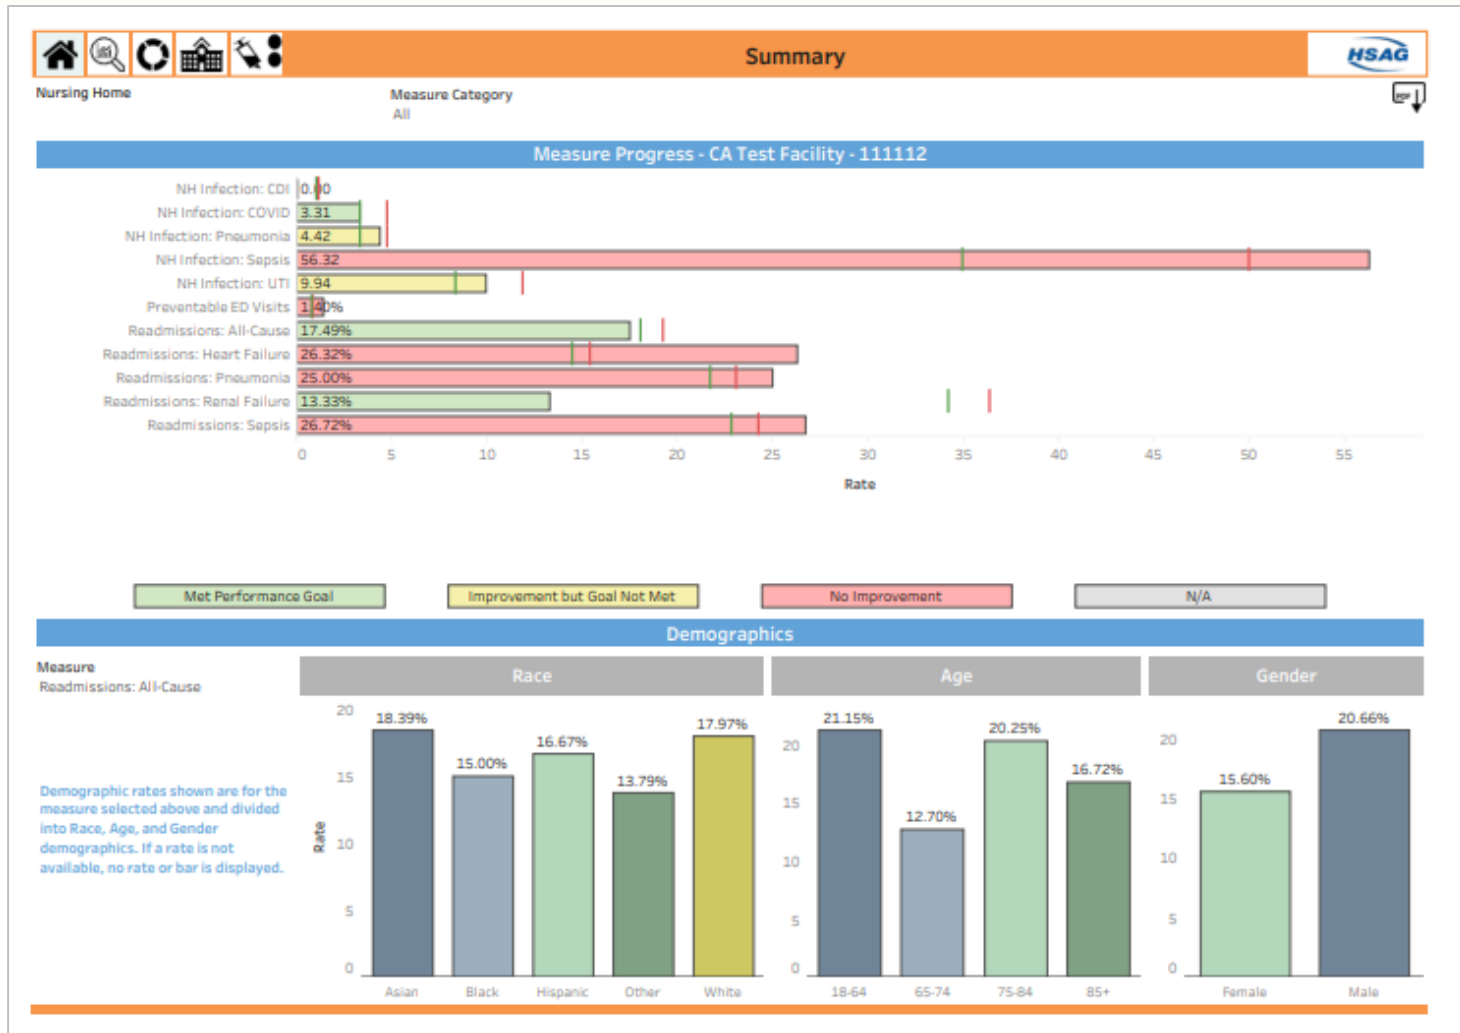 Summary
HSAG
Nursing Home
Measure Category
All
PDF
Measure Progress - CA Test Facility - 111112
NH Infection: CDI 0.00
NH Infection: COVID 3.31
NH Infection: Pneumonia 4.42
NH Infection: Sepsis 56.32
NH Infection: UTI 9.94
Preventable ED Visits 1.40%
Readmissions: All-Cause 17.49%
Readmissions: Heart Failure 26.32%
Readmissions: Pneumonia 25.00%
Readmissions: Renal Failure 13.33%
Readmissions: Sepsis 26.72%
0 5 10 15 20 25 30 35 40 45 50 55
Rate
Met Performance Goal
Improvement but Goal Not Met
No Improvement
N/A
Demographics
Measure
Readmissions: All-Cause
Demographic rates shown are for the
measure selected above and divided
into Race, Age, and Gender
demographics. If a rate is not
available, no rate or bar is displayed.
Race
Rate
20
15
10
5
0
18.39%
15.00%
16.67%
13.79%
17.97%
Asian Black Hispanic Other White
Age
20
15
10
5
0
21.15%
12.70%
20.25%
16.72%
18-64 65-74 75-84 85+
Gender
20
15
10
5
0
15.60%
20.66%
Female Male